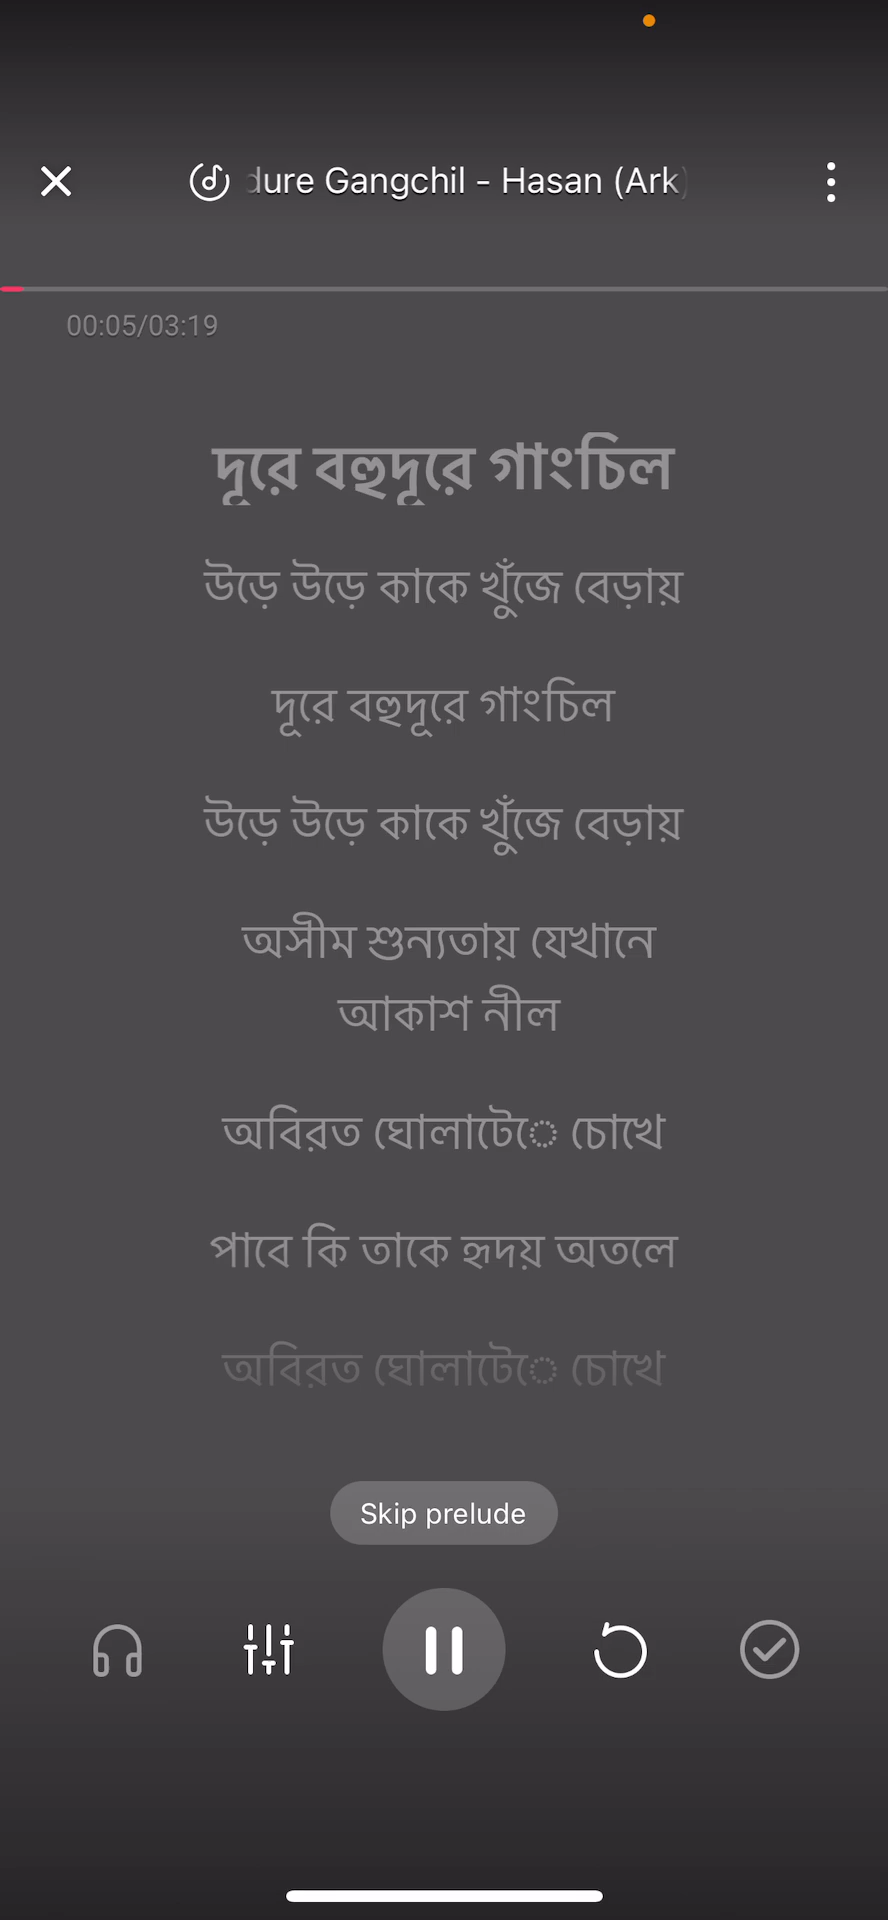 dure Gangchil - Hasan (Ark)
00:05/03:19
দূরে বহুদূরে গাংচিল
উড়ে উড়ে কাকে খুঁজে বেড়ায়
দূরে বহুদূরে গাংচিল
উড়ে উড়ে কাকে খুঁজে বেড়ায়
অসীম শুন্যতায় যেখানে
আকাশ নীল
অবিরত ঘোলাটেে চোখে
পাবে কি তাকে হৃদয় অতলে
অবিরত ঘোলাটেে চোখে
Skip prelude